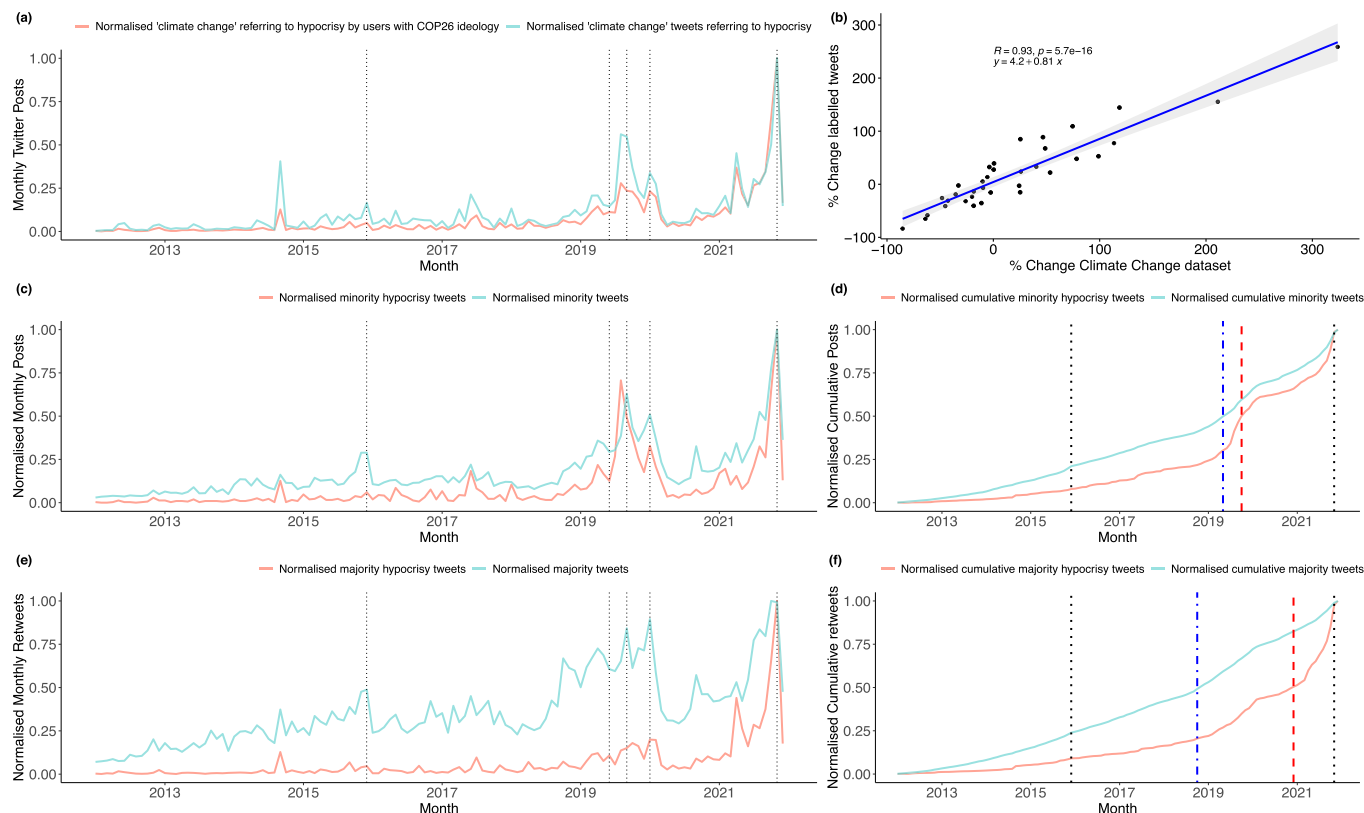 (a)
Normalised 'climate change' referring to hypocrisy by users with COP26 ideology
Normalised 'climate change' tweets referring to hypocrisy
Monthly Twitter Posts
1.00
0.75
0.50
0.25
0.00
2013
2015
2017
2019
2021
Month
(b)
% Change labelled tweets
300
200
100
0
−100
R = 0.93, p = 5.7e−16
y = 4.2+0.81 x
−100
0
100
200
300
% Change Climate Change dataset
(c)
Normalised minority hypocrisy tweets
Normalised minority tweets
Normalised Monthly Posts
1.00
0.75
0.50
0.25
0.00
2013
2015
2017
2019
2021
Month
(d)
Normalised cumulative minority hypocrisy tweets
Normalised cumulative minority tweets
Normalised Cumulative Posts
1.00
0.75
0.50
0.25
0.00
2013
2015
2017
2019
2021
Month
(e)
Normalised majority hypocrisy tweets
Normalised majority tweets
Normalised Monthly Retweets
1.00
0.75
0.50
0.25
0.00
2013
2015
2017
2019
2021
Month
(f)
Normalised cumulative majority hypocrisy tweets
Normalised cumulative majority tweets
Normalised Cumulative retweets
1.00
0.75
0.50
0.25
0.00
2013
2015
2017
2019
2021
Month